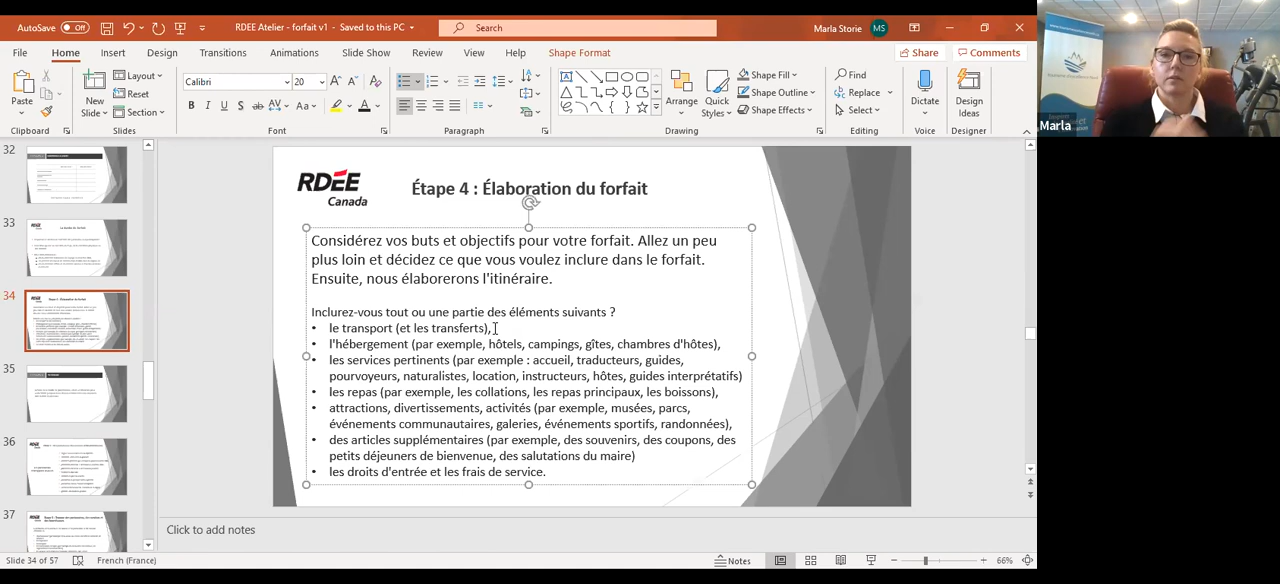 AutoSave Off RDEE Atelier - forfait v1 - Saved to this PC Search Marla Storie MS
File Home Insert Design Transitions Animations Slide Show Review View Help Shape Format Share Comments
Paste New Slides Layout Reset Section Calibri 20 Arrange Quick Styles Shape Fill Shape Outline Shape Effects Find Replace Select Dictate Design Ideas
Clipboard Slides Font Paragraph Drawing Editing Voice Designer
Marla
32
33
34
35
36
37
RDÉE
Canada
Étape 4 : Élaboration du forfait
Considérez vos buts et objectifs pour votre forfait. Allez un peu
plus loin et décidez ce que vous voulez inclure dans le forfait.
Ensuite, nous élaborerons l'itinéraire.
Inclurez-vous tout ou une partie des éléments suivants ?
• le transport (et les transferts),
• l'hébergement (par exemple, hôtels, campings, gîtes, chambres d'hôtes),
• les services pertinents (par exemple : accueil, traducteurs, guides,
pourvoyeurs, naturalistes, location, instructeurs, hôtes, guides interprétatifs)
• les repas (par exemple, les collations, les repas principaux, les boissons),
• attractions, divertissements, activités (par exemple, musées, parcs,
événements communautaires, galeries, événements sportifs, randonnées),
• des articles supplémentaires (par exemple, des souvenirs, des coupons, des
petits déjeuners de bienvenue, des salutations du maire)
• les droits d'entrée et les frais de service.
Click to add notes
Slide 34 of 57 French (France) Notes 66%